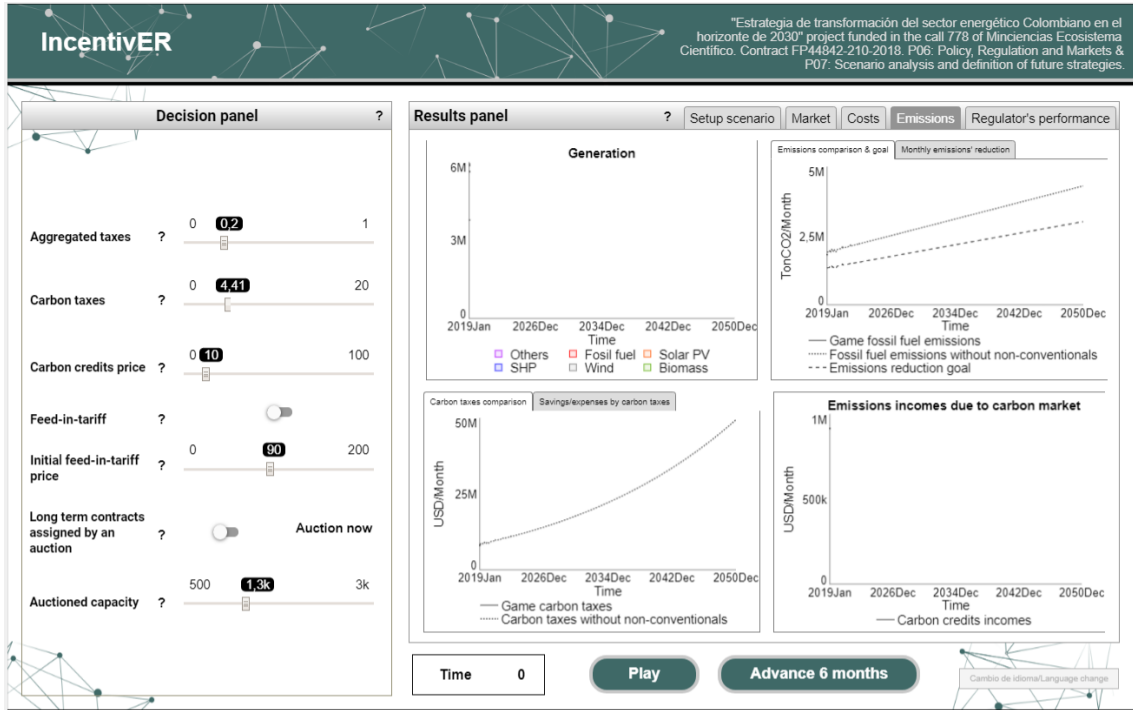 IncentivER
"Estrategia de transformación del sector energético Colombiano en el
horizonte de 2030" project funded in the call 778 of Minciencias Ecosistema
Científico. Contract FP44842-210-2018. P06: Policy, Regulation and Markets &
P07: Scenario analysis and definition of future strategies.
Decision panel ?
Aggregated taxes ? 0 0,2 1
Carbon taxes ? 0 4,41 20
Carbon credits price ? 0 10 100
Feed-in-tariff ?
Initial feed-in-tariff
price ? 0 90 200
Long term contracts
assigned by an
auction ? Auction now
Auctioned capacity ? 500 1,3k 3k
Results panel ? Setup scenario Market Costs Emissions Regulator's performance
Generation
6M
3M
0
2019Jan 2026Dec 2034Dec 2042Dec 2050Dec
Time
Others Fosil fuel Solar PV
SHP Wind Biomass
Emissions comparison & goal Monthly emissions' reduction
TonCO2/Month
5M
2,5M
0
2019Jan 2026Dec 2034Dec 2042Dec 2050Dec
Time
Game fossil fuel emissions
Fossil fuel emissions without non-conventionals
Emissions reduction goal
Carbon taxes comparison Savings/expenses by carbon taxes
USD/Month
50M
25M
0
2019Jan 2026Dec 2034Dec 2042Dec 2050Dec
Time
Game carbon taxes
Carbon taxes without non-conventionals
Emissions incomes due to carbon market
USD/Month
1M
500k
0
2019Jan 2026Dec 2034Dec 2042Dec 2050Dec
Time
Carbon credits incomes
Time 0
Play
Advance 6 months
Cambio de idioma/Language change